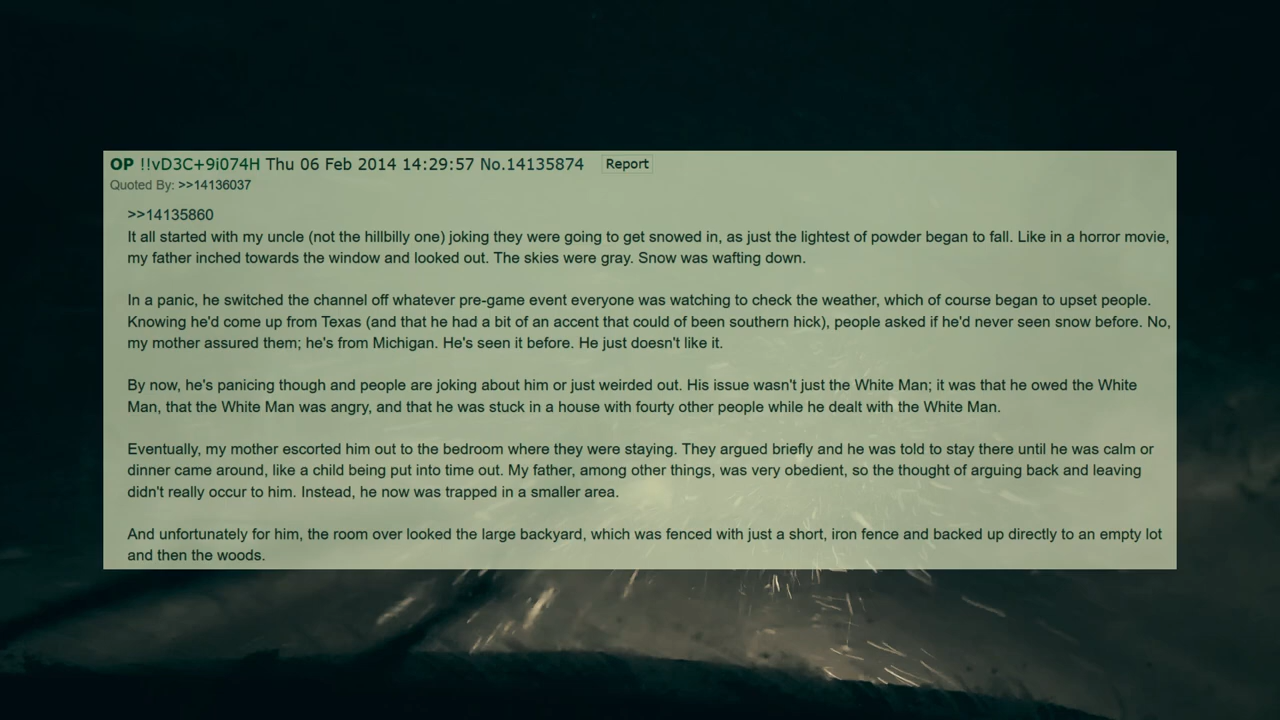 OP !!vD3C+9i074H Thu 06 Feb 2014 14:29:57 No.14135874 Report
Quoted By: >>14136037
>>14135860
It all started with my uncle (not the hillbilly one) joking they were going to get snowed in, as just the lightest of powder began to fall. Like in a horror movie,
my father inched towards the window and looked out. The skies were gray. Snow was wafting down.
In a panic, he switched the channel off whatever pre-game event everyone was watching to check the weather, which of course began to upset people.
Knowing he'd come up from Texas (and that he had a bit of an accent that could of been southern hick), people asked if he'd never seen snow before. No,
my mother assured them; he's from Michigan. He's seen it before. He just doesn't like it.
By now, he's panicing though and people are joking about him or just weirded out. His issue wasn't just the White Man; it was that he owed the White
Man, that the White Man was angry, and that he was stuck in a house with fourty other people while he dealt with the White Man.
Eventually, my mother escorted him out to the bedroom where they were staying. They argued briefly and he was told to stay there until he was calm or
dinner came around, like a child being put into time out. My father, among other things, was very obedient, so the thought of arguing back and leaving
didn't really occur to him. Instead, he now was trapped in a smaller area.
And unfortunately for him, the room over looked the large backyard, which was fenced with just a short, iron fence and backed up directly to an empty lot
and then the woods.